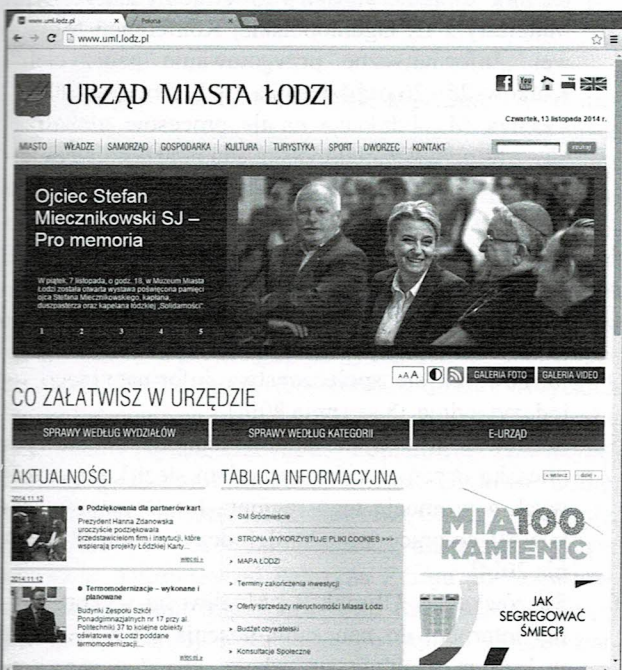 www.uml.lodz.pl
Polonia
www.uml.lodz.pl
URZĄD MIASTA ŁODZI
You
Czwartek, 13 listopada 2014 r.
MIASTO WŁADZE SAMORZĄD GOSPODARKA KULTURA TURYSTYKA SPORT DWORZEC KONTAKT szukaj
Ojciec Stefan
Miecznikowski SJ –
Pro memoria
W piątek, 7 listopada, o godz. 18, w Muzeum Miasta
Łodzi została otwarta wystawa poświęcona pamięci
ojca Stefana Miecznikowskiego, kapłana,
duszpasterza oraz kapelana łódzkiej „Solidarności”.
1 2 3 4 5
AAA GALERIA FOTO GALERIA VIDEO
CO ZAŁATWISZ W URZĘDZIE
SPRAWY WEDŁUG WYDZIAŁÓW SPRAWY WEDŁUG KATEGORII E-URZĄD
AKTUALNOŚCI
2014.11.12
Podziękowania dla partnerów kart
Prezydent Hanna Zdanowska
uroczyście podziękowała
przedstawicielom firm i instytucji, które
wspierają projekty Łódzkiej Karty...
więcej »
2014.11.12
Termomodernizacje – wykonane i
planowane
Budynki Zespołu Szkół
Ponadgimnazjalnych nr 17 przy al.
Politechniki 37 to kolejne obiekty
oświatowe w Łodzi poddane
termomodernizacji...
więcej »
TABLICA INFORMACYJNA
SM Śródmieście
STRONA WYKORZYSTUJE PLIKI COOKIES >>>
MAPA ŁODZI
Terminy zakończenia inwestycji
Oferty sprzedaży nieruchomości Miasta Łodzi
Budżet obywatelski
Konsultacje Społeczne
« wstecz dalej »
MIA100
KAMIENIC
JAK
SEGREGOWAĆ
ŚMIECI?